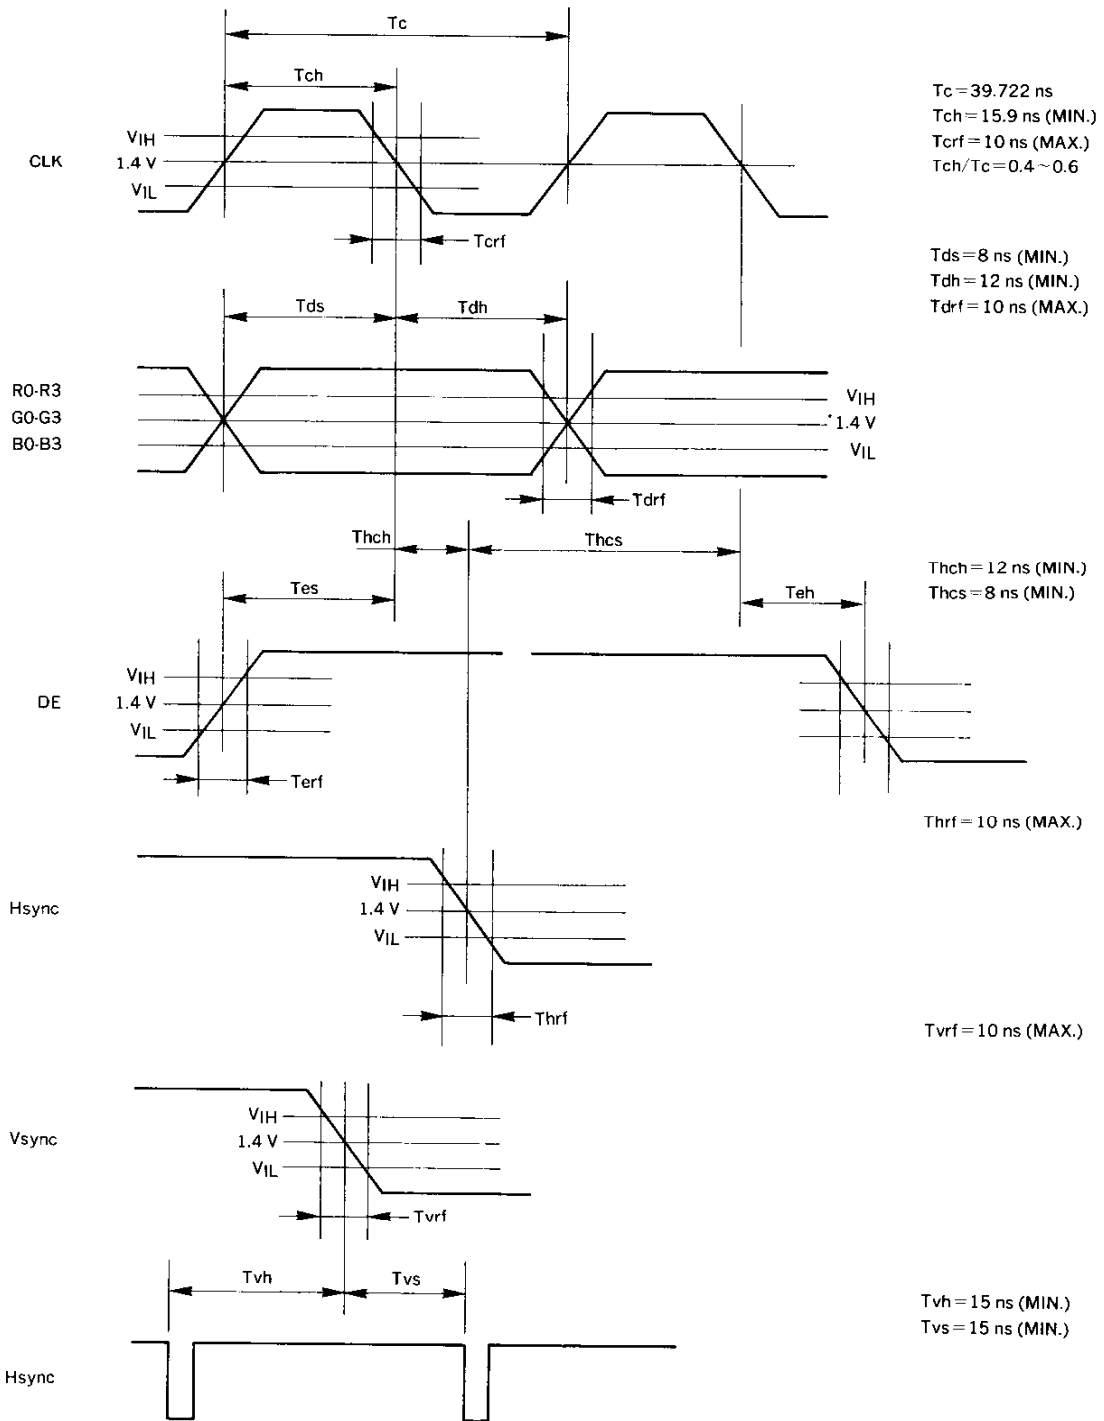 Tc
Tch
VIH
CLK 1.4 V
VIL
Tcrf
Tc=39.722 ns
Tch=15.9 ns (MIN.)
Tcrf=10 ns (MAX.)
Tch/Tc=0.4~0.6
Tds Tdh
Tds=8 ns (MIN.)
Tdh=12 ns (MIN.)
Tdrf=10 ns (MAX.)
R0-R3 VIH
G0-G3 *1.4 V
B0-B3 VIL
Tdrf
Thch Thcs
Tes Teh
Thch=12 ns (MIN.)
Thcs=8 ns (MIN.)
VIH
DE 1.4 V
VIL
Terf
Thrf=10 ns (MAX.)
VIH
Hsync 1.4 V
VIL
Thrf
Tvrf=10 ns (MAX.)
VIH
Vsync 1.4 V
VIL
Tvrf
Tvh Tvs
Tvh=15 ns (MIN.)
Tvs=15 ns (MIN.)
Hsync